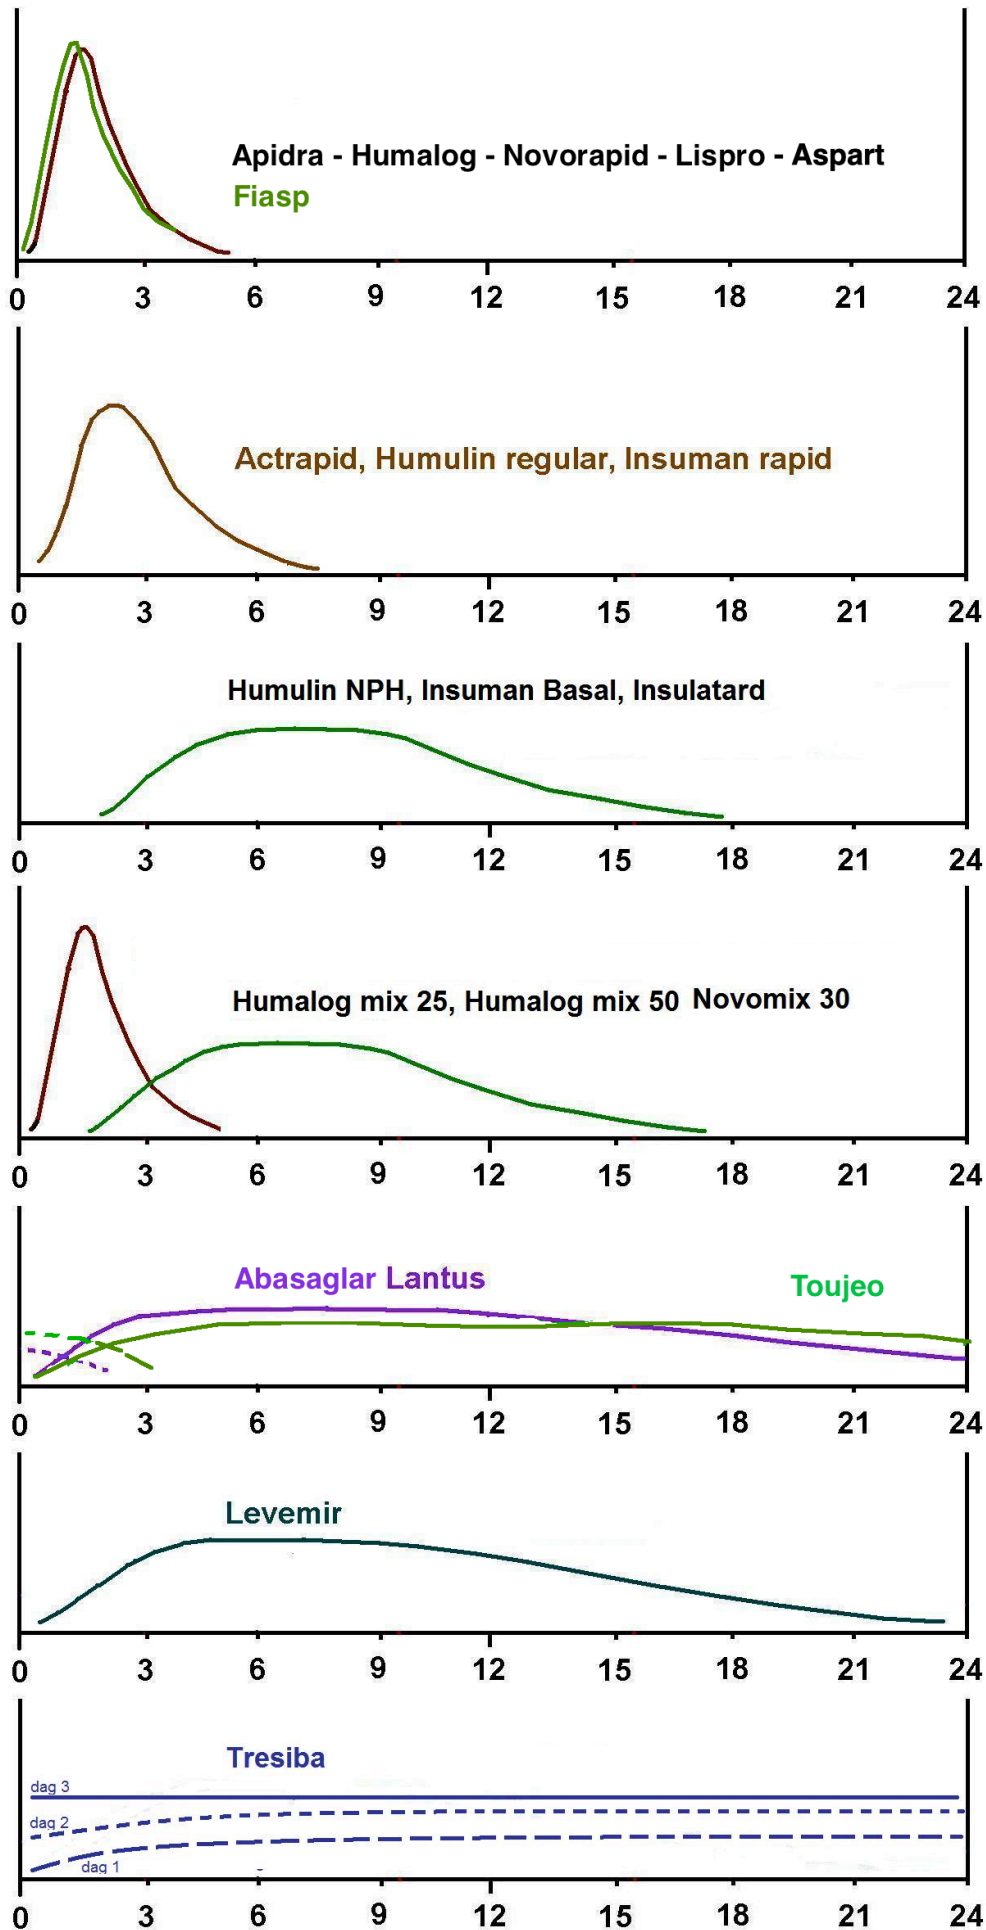 Apidra - Humalog - Novorapid - Lispro - Aspart
Fiasp
0 3 6 9 12 15 18 21 24
Actrapid, Humulin regular, Insuman rapid
0 3 6 9 12 15 18 21 24
Humulin NPH, Insuman Basal, Insulatard
0 3 6 9 12 15 18 21 24
Humalog mix 25, Humalog mix 50 Novomix 30
0 3 6 9 12 15 18 21 24
Abasaglar Lantus Toujeo
0 3 6 9 12 15 18 21 24
Levemir
0 3 6 9 12 15 18 21 24
Tresiba
dag 3
dag 2
dag 1
0 3 6 9 12 15 18 21 24